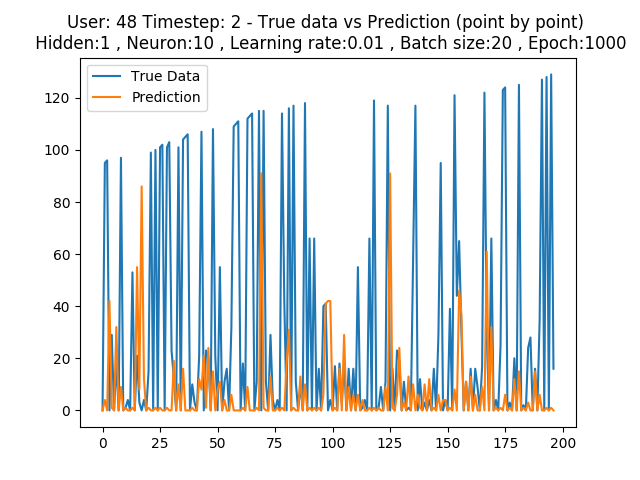 User: 48 Timestep: 2 - True data vs Prediction (point by point)
Hidden:1 , Neuron:10 , Learning rate:0.01 , Batch size:20 , Epoch:1000
True Data
Prediction
120
100
80
60
40
20
0
0 25 50 75 100 125 150 175 200